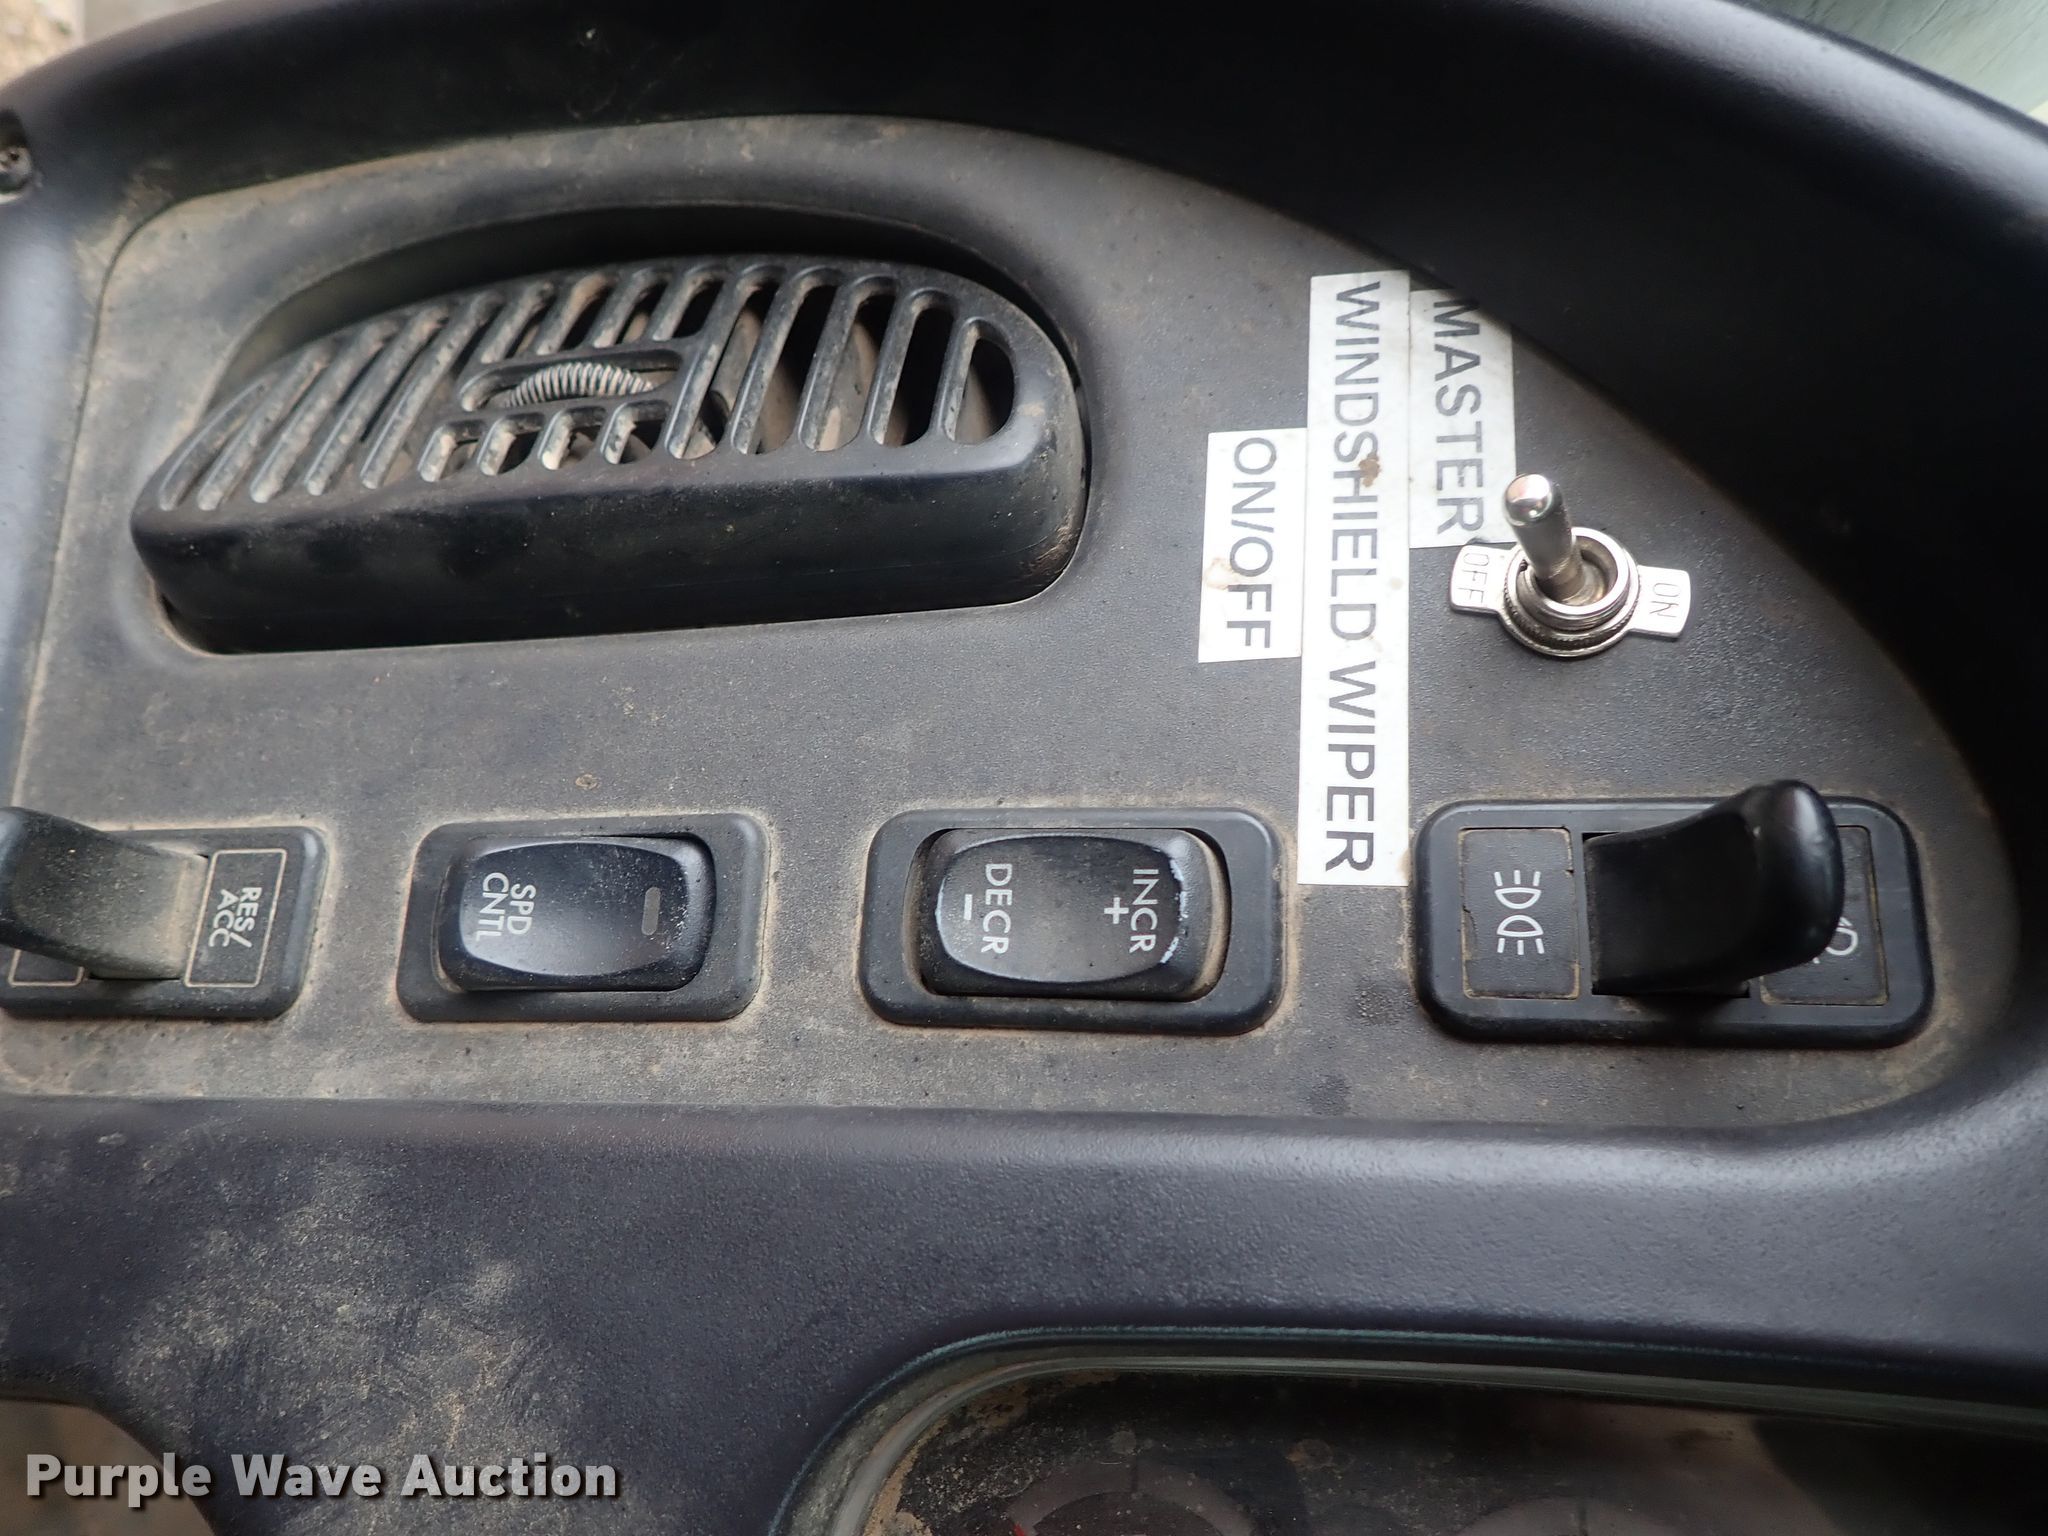 MASTER
WINDSHIELD WIPER
ON/OFF
ON
OFF
INCR
+
DECR
-
SPD
CNTL
RES/
ACC
Purple Wave Auction